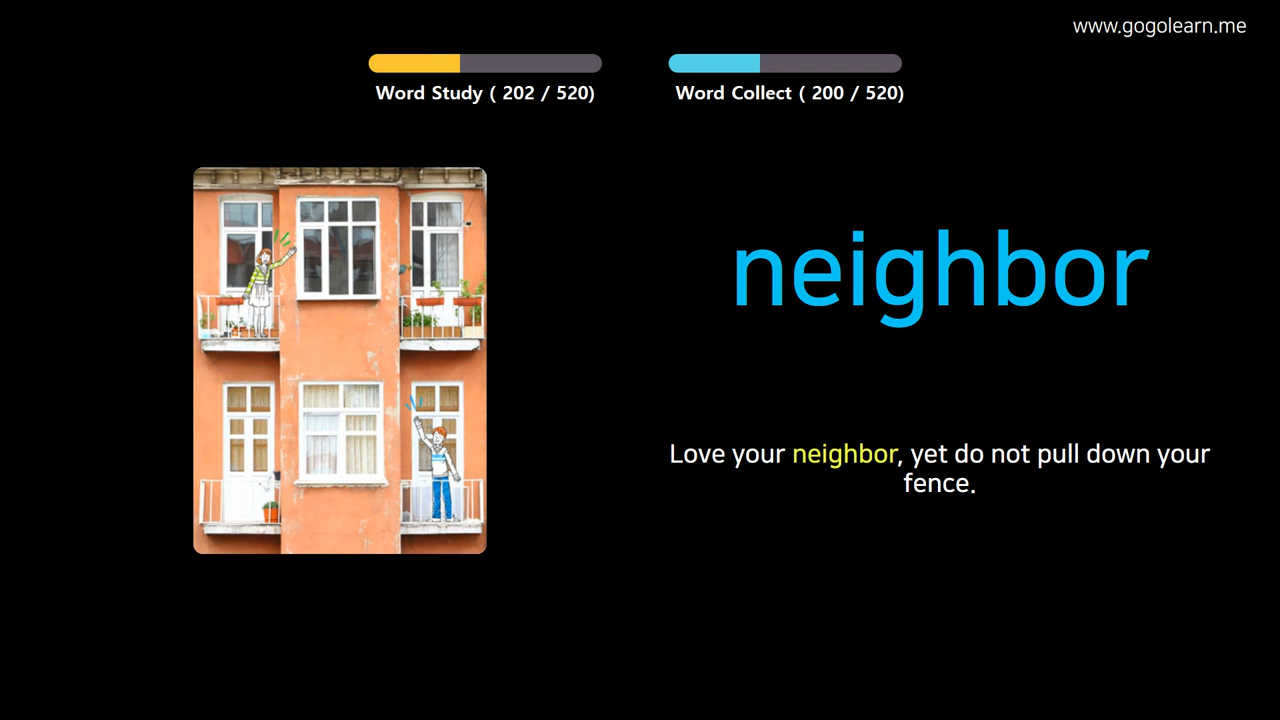 www.gogolearn.me
Word Study ( 202 / 520)
Word Collect ( 200 / 520)
neighbor
Love your neighbor, yet do not pull down your
fence.